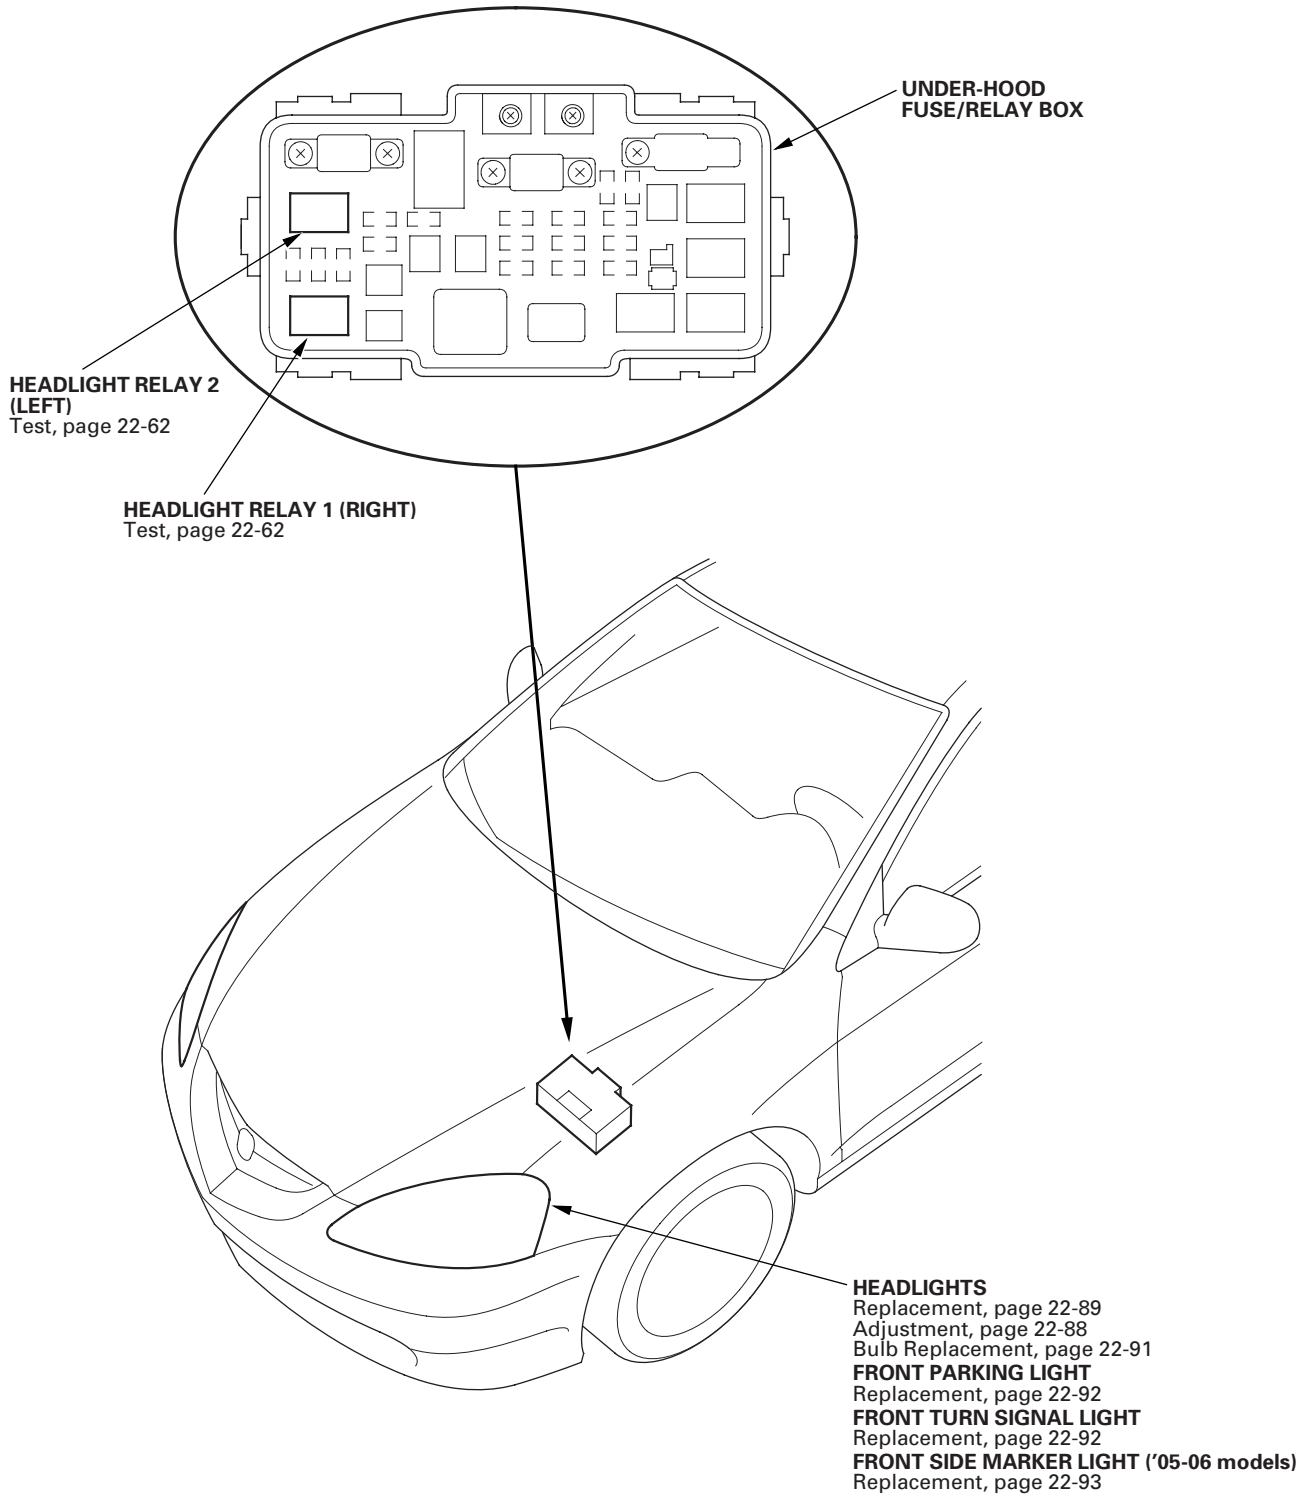 UNDER-HOOD
FUSE/RELAY BOX
HEADLIGHT RELAY 2
(LEFT)
Test, page 22-62
HEADLIGHT RELAY 1 (RIGHT)
Test, page 22-62
HEADLIGHTS
Replacement, page 22-89
Adjustment, page 22-88
Bulb Replacement, page 22-91
FRONT PARKING LIGHT
Replacement, page 22-92
FRONT TURN SIGNAL LIGHT
Replacement, page 22-92
FRONT SIDE MARKER LIGHT (’05-06 models)
Replacement, page 22-93